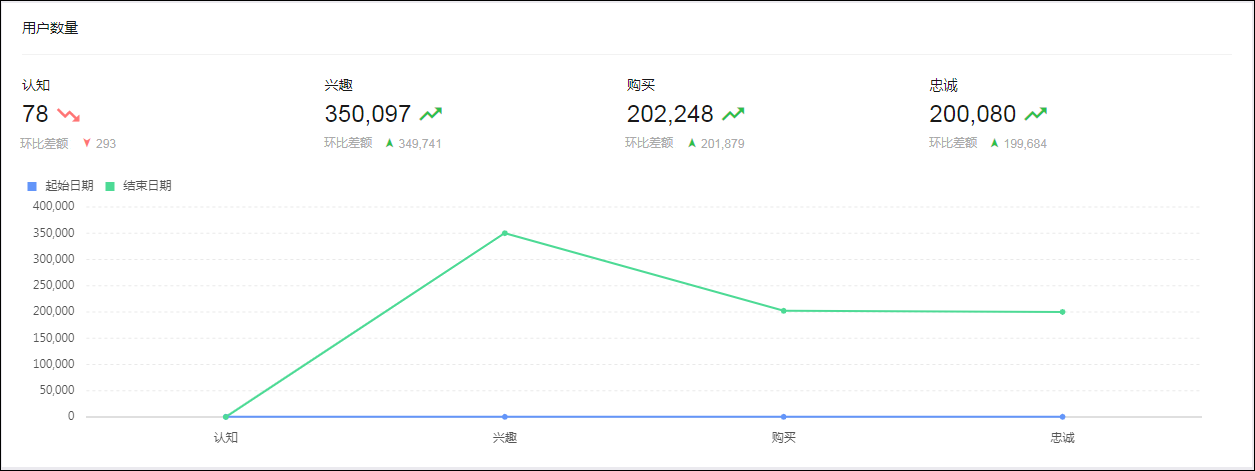 用户数量
认知 兴趣 购买 忠诚
78 350,097 202,248 200,080
环比差额 293 环比差额 349,741 环比差额 201,879 环比差额 199,684
起始日期 结束日期
400,000
350,000
300,000
250,000
200,000
150,000
100,000
50,000
0
认知 兴趣 购买 忠诚